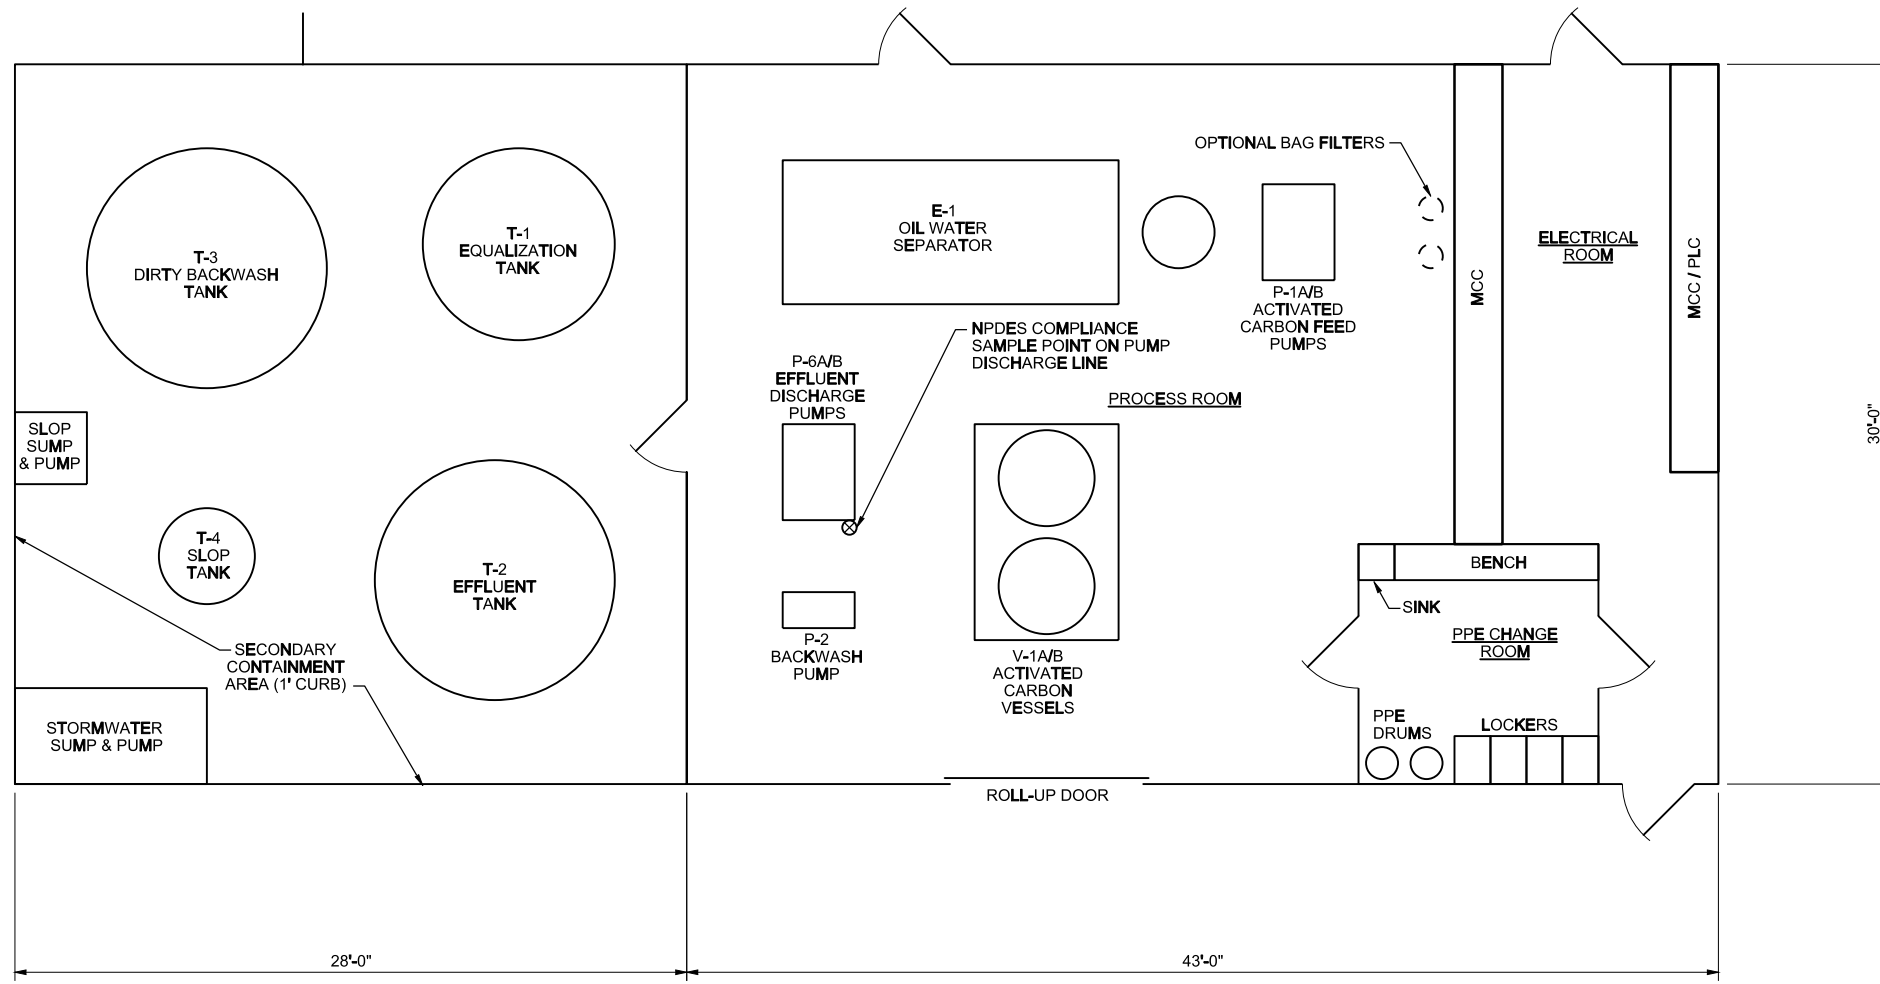 OPTIONAL BAG FILTERS
E-1
OIL WATER
SEPARATOR
T-1
EQUALIZATION
TANK
T-3
DIRTY BACKWASH
TANK
ELECTRICAL
ROOM
MCC
MCC / PLC
P-1A/B
ACTIVATED
CARBON FEED
PUMPS
NPDES COMPLIANCE
SAMPLE POINT ON PUMP
DISCHARGE LINE
P-6A/B
EFFLUENT
DISCHARGE
PUMPS
PROCESS ROOM
30'-0"
SLOP
SUMP
& PUMP
T-4
SLOP
TANK
T-2
EFFLUENT
TANK
BENCH
SINK
PPE CHANGE
ROOM
P-2
BACKWASH
PUMP
V-1A/B
ACTIVATED
CARBON
VESSELS
SECONDARY
CONTAINMENT
AREA (1' CURB)
STORMWATER
SUMP & PUMP
PPE
DRUMS
LOCKERS
ROLL-UP DOOR
28'-0"
43'-0"